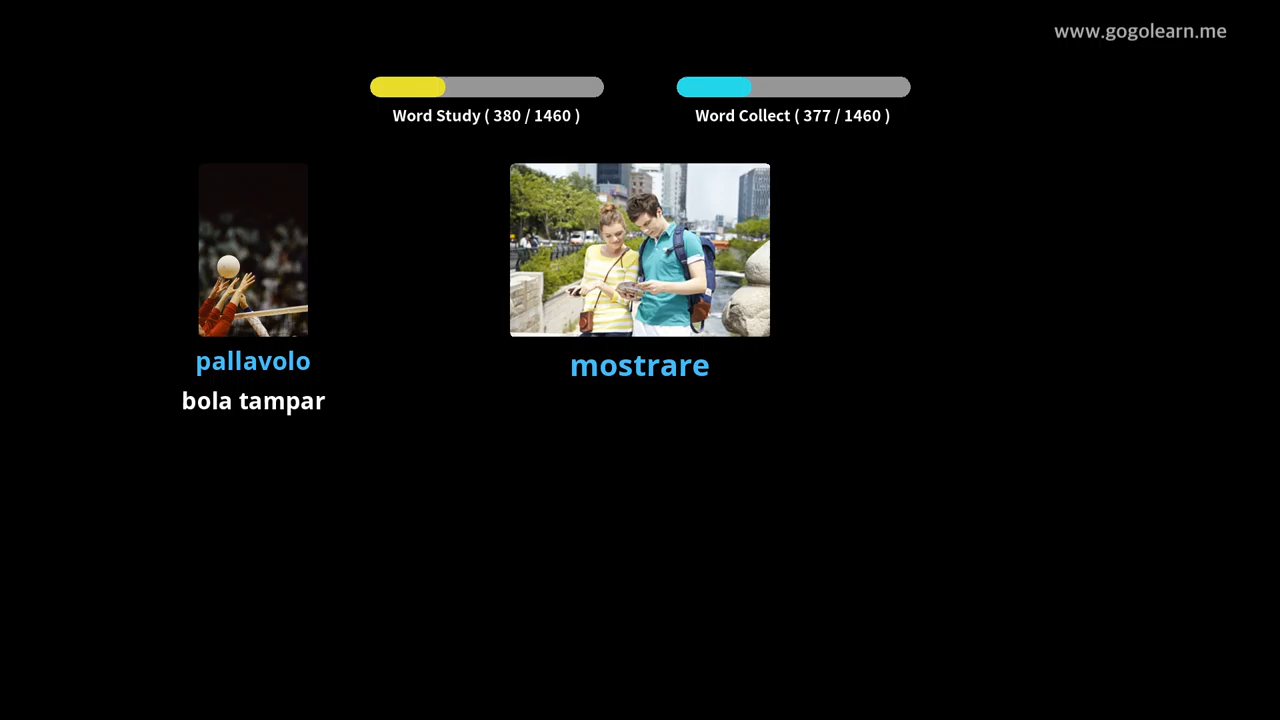 www.gogolearn.me
Word Study ( 380 / 1460 )
Word Collect ( 377 / 1460 )
pallavolo
bola tampar
mostrare